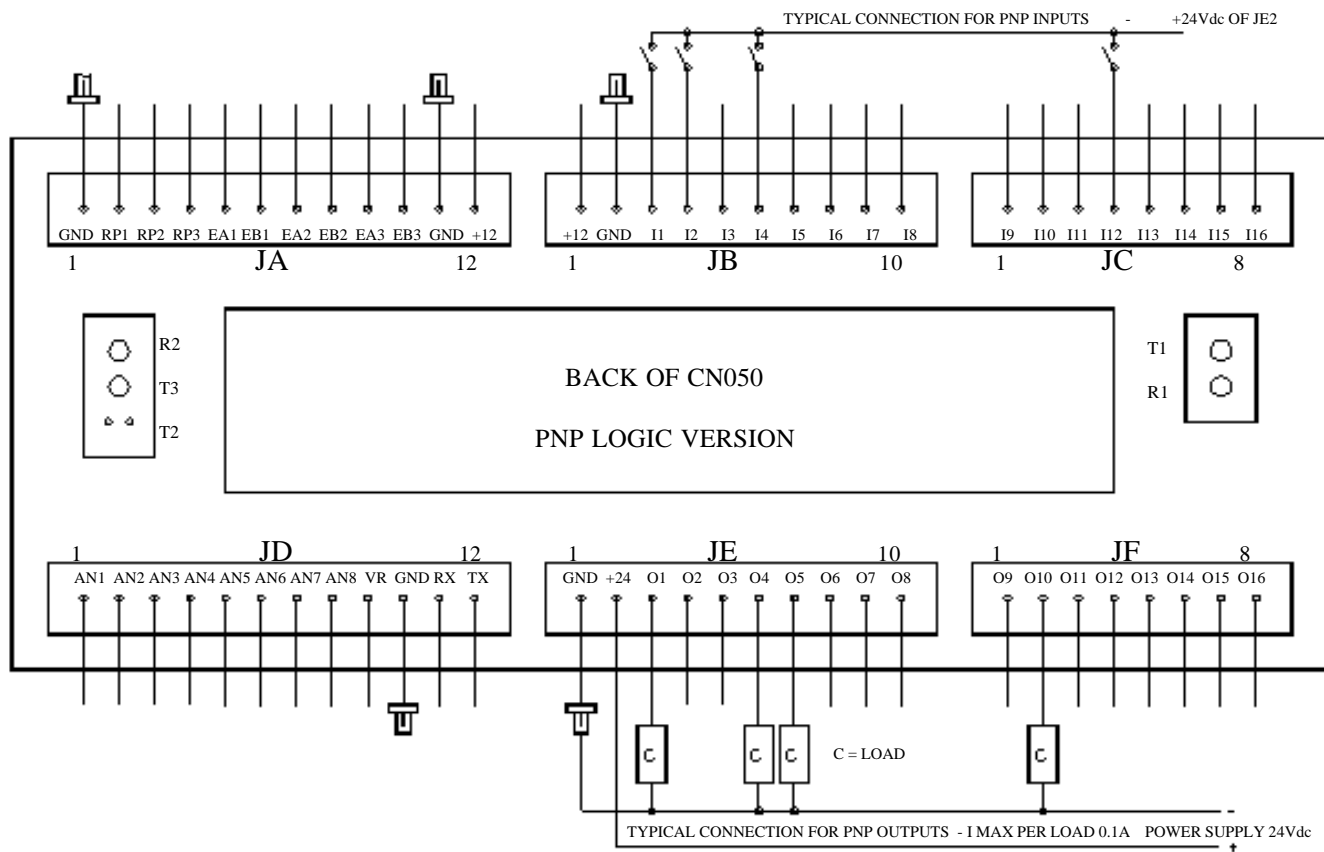 TYPICAL CONNECTION FOR PNP INPUTS - +24Vdc OF JE2
GND RP1 RP2 RP3 EA1 EB1 EA2 EB2 EA3 EB3 GND +12
+12 GND I1 I2 I3 I4 I5 I6 I7 I8
I9 I10 I11 I12 I13 I14 I15 I16
1 JA 12
1 JB 10
1 JC 8
R2
T3
T2
BACK OF CN050
PNP LOGIC VERSION
T1
R1
1 JD 12
1 JE 10
1 JF 8
AN1 AN2 AN3 AN4 AN5 AN6 AN7 AN8 VR GND RX TX
GND +24 O1 O2 O3 O4 O5 O6 O7 O8
O9 O10 O11 O12 O13 O14 O15 O16
C C C C = LOAD C
-
TYPICAL CONNECTION FOR PNP OUTPUTS - I MAX PER LOAD 0.1A POWER SUPPLY 24Vdc
+